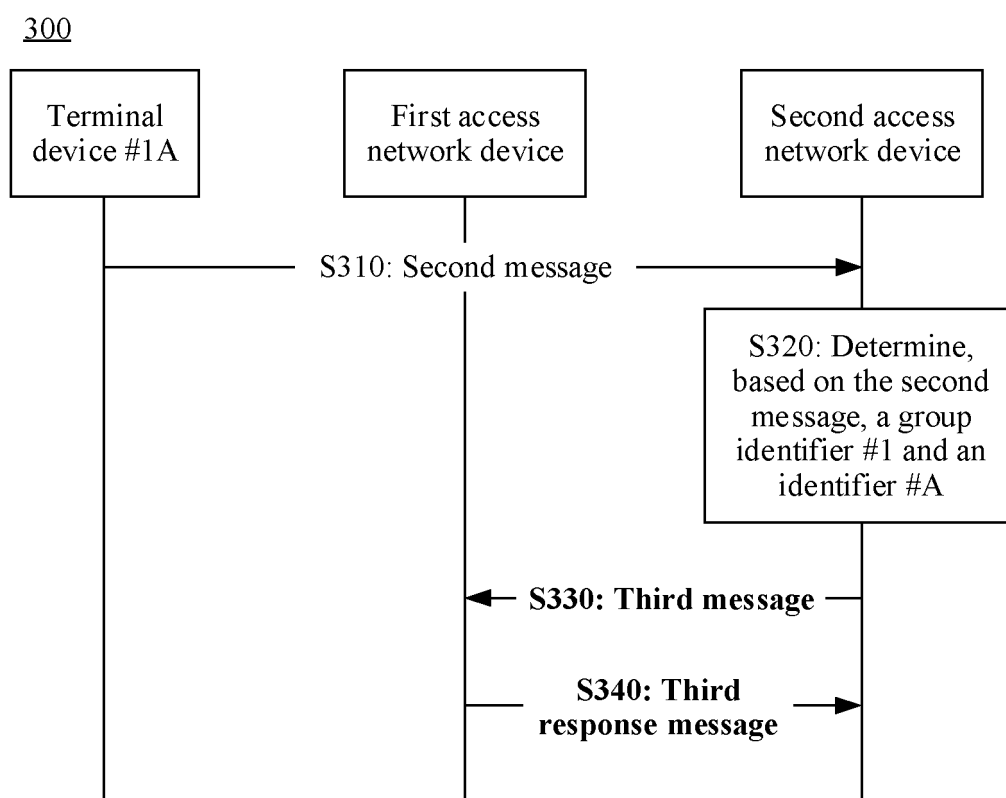 300
Terminal
device #1A
First access
network device
Second access
network device
S310: Second message
S320: Determine,
based on the second
message, a group
identifier #1 and an
identifier #A
S330: Third message
S340: Third
response message